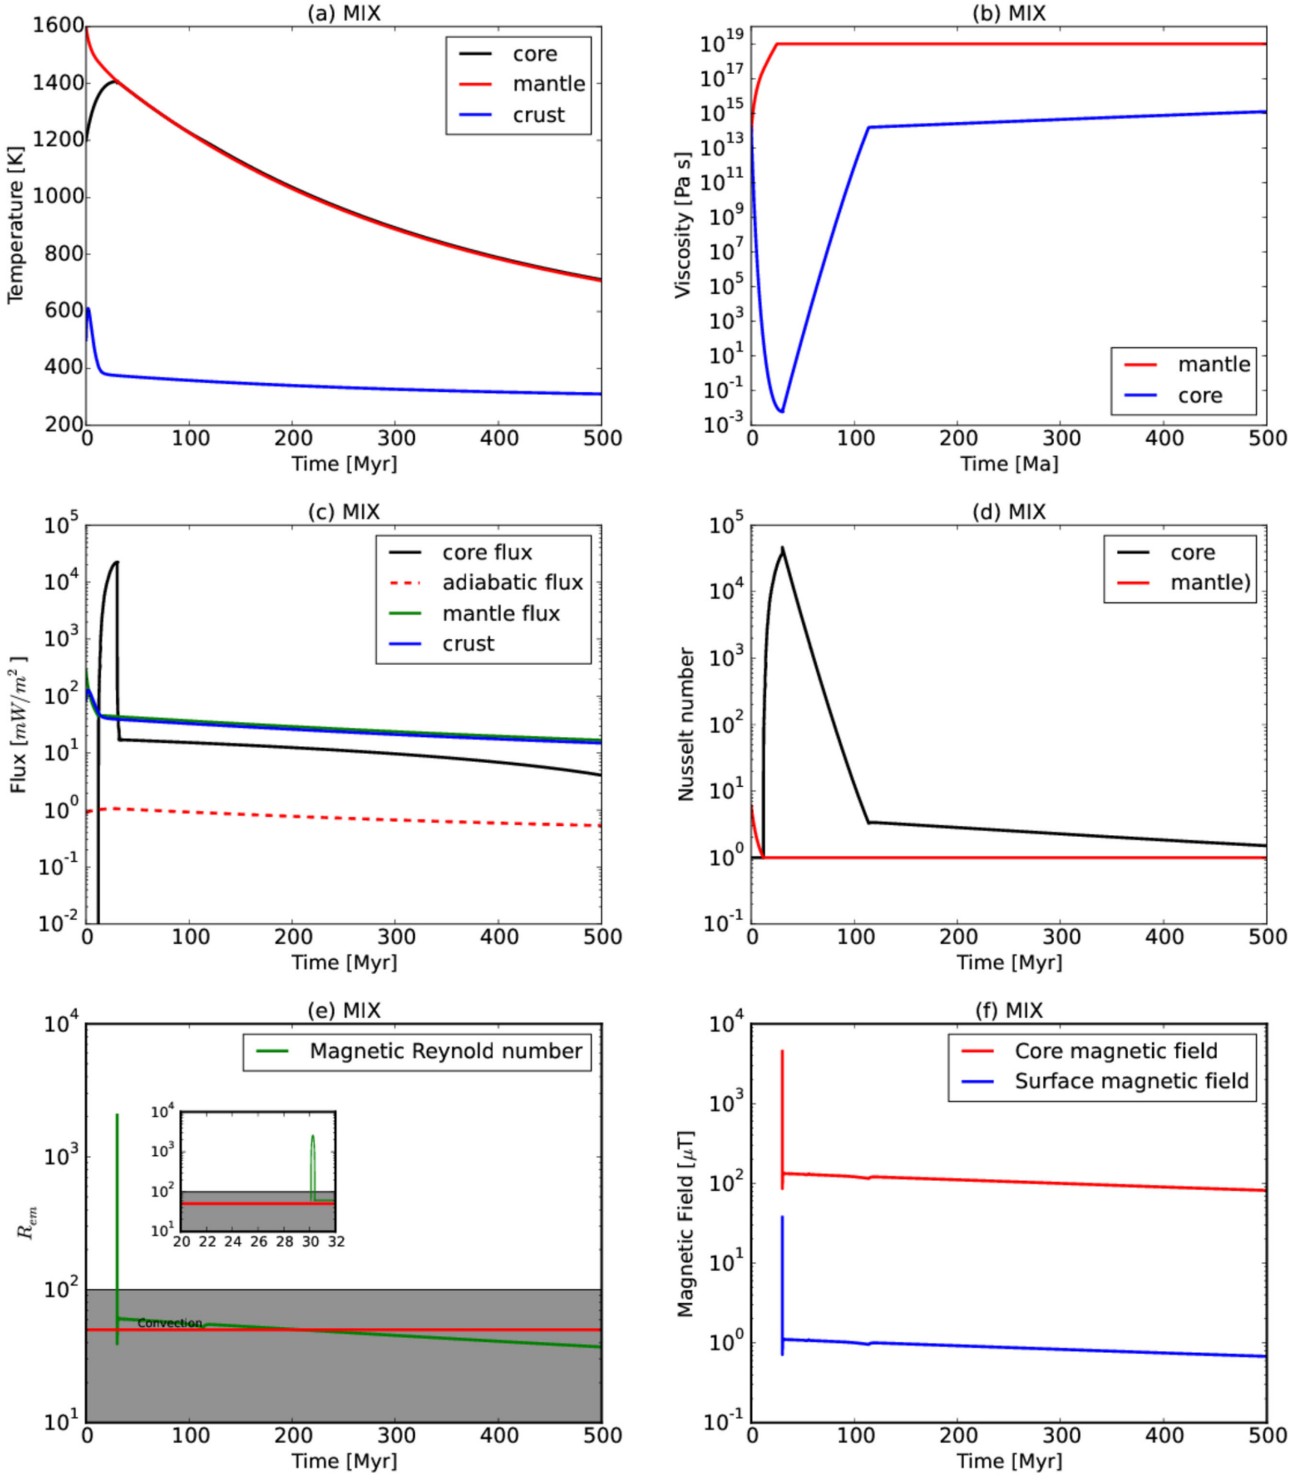 (a) MIX
Temperature [K]
1600
1400
1200
1000
800
600
400
200
core
mantle
crust
0 100 200 300 400 500
Time [Myr]
(b) MIX
Viscosity [Pa s]
10^19
10^17
10^15
10^13
10^11
10^9
10^7
10^5
10^3
10^1
10^-1
10^-3
mantle
core
0 100 200 300 400 500
Time [Ma]
(c) MIX
Flux [mW/m^2 ]
10^5
10^4
10^3
10^2
10^1
10^0
10^-1
10^-2
core flux
adiabatic flux
mantle flux
crust
0 100 200 300 400 500
Time [Myr]
(d) MIX
Nusselt number
10^5
10^4
10^3
10^2
10^1
10^0
10^-1
core
mantle)
0 100 200 300 400 500
Time [Myr]
(e) MIX
R_em
10^4
10^3
10^2
10^1
Magnetic Reynold number
10^4
10^3
10^2
10^1
20 22 24 26 28 30 32
Convection
0 100 200 300 400 500
Time [Myr]
(f) MIX
Magnetic Field [μT]
10^4
10^3
10^2
10^1
10^0
10^-1
Core magnetic field
Surface magnetic field
0 100 200 300 400 500
Time [Myr]